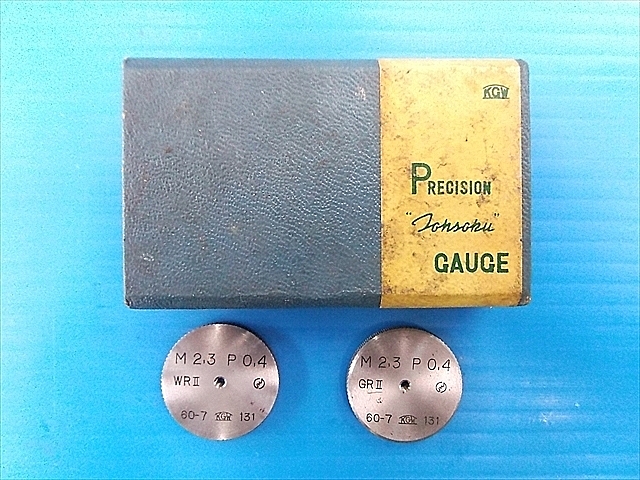 KGW
PRECISION
"Tohsoku"
GAUGE
M 2,3 P 0,4
WR II
60-7 KGW 131
M 2,3 P 0,4
GR II
60-7 KGW 131